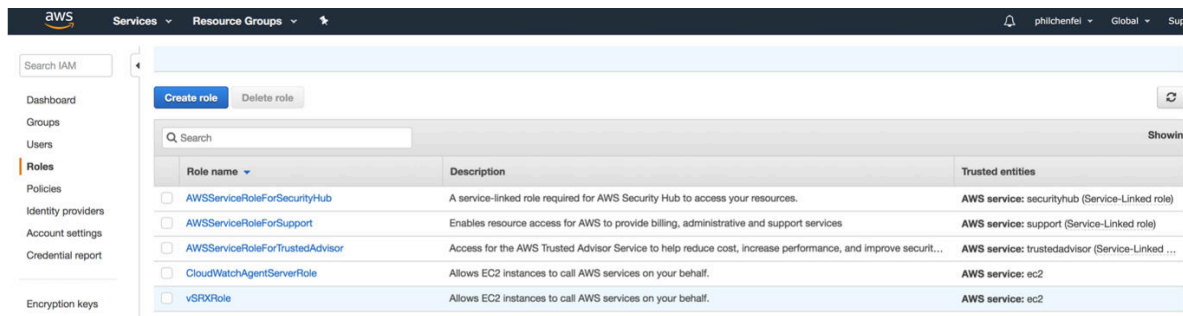 aws Services Resource Groups philchenfei Global Sup
Search IAM
Dashboard
Groups
Users
Roles
Policies
Identity providers
Account settings
Credential report
Encryption keys
Create role Delete role
Search Showin
Role name Description Trusted entities
AWSServiceRoleForSecurityHub A service-linked role required for AWS Security Hub to access your resources. AWS service: securityhub (Service-Linked role)
AWSServiceRoleForSupport Enables resource access for AWS to provide billing, administrative and support services AWS service: support (Service-Linked role)
AWSServiceRoleForTrustedAdvisor Access for the AWS Trusted Advisor Service to help reduce cost, increase performance, and improve securit... AWS service: trustedadvisor (Service-Linked ...
CloudWatchAgentServerRole Allows EC2 instances to call AWS services on your behalf. AWS service: ec2
vSRXRole Allows EC2 instances to call AWS services on your behalf. AWS service: ec2